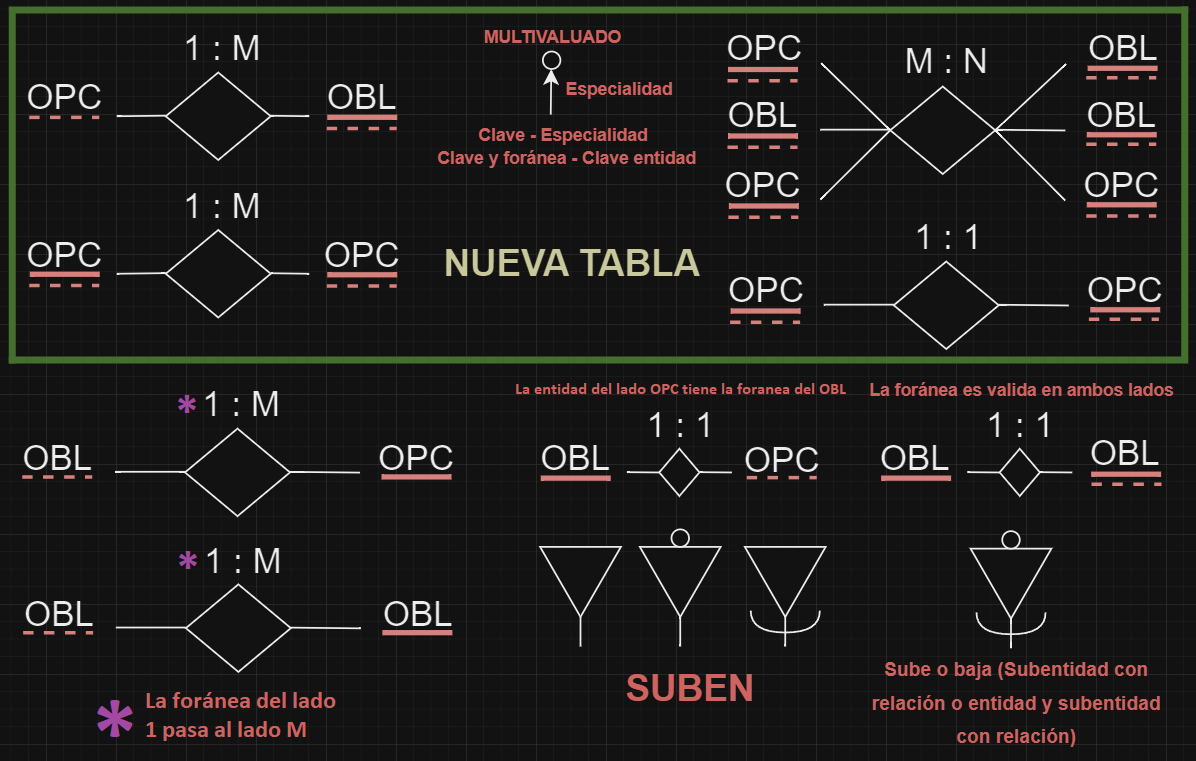 1 : M
OPC
OBL
1 : M
OPC
OPC
MULTIVALUADO
Especialidad
Clave - Especialidad
Clave y foránea - Clave entidad
NUEVA TABLA
M : N
OPC
OBL
OBL
OBL
OPC
OPC
1 : 1
OPC
OPC
* 1 : M
OBL
OPC
* 1 : M
OBL
OBL
* La foránea del lado
1 pasa al lado M
La entidad del lado OPC tiene la foranea del OBL
1 : 1
OBL
OPC
SUBEN
La foránea es valida en ambos lados
1 : 1
OBL
OBL
Sube o baja (Subentidad con
relación o entidad y subentidad
con relación)